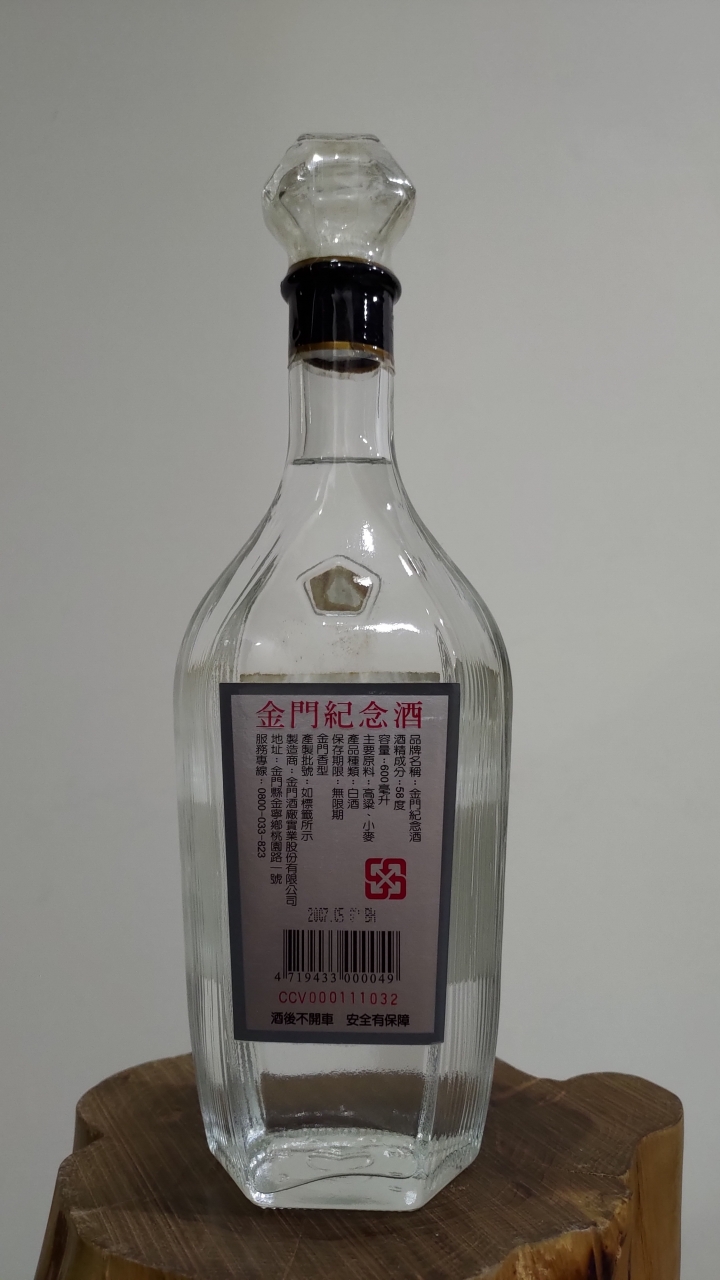 金門紀念酒
品牌名稱：金門紀念酒
酒精成分：58度
容量：600毫升
主要原料：高粱、小麥
產品種類：白酒
保存期限：無限期
金門香型
產製批號：如標籤所示
製造商：金門酒廠實業股份有限公司
地址：金門縣金寧鄉桃園路一號
服務專線：0800-033-823
2007.05 BH
4 719433 000049
CCV000111032
酒後不開車 安全有保障